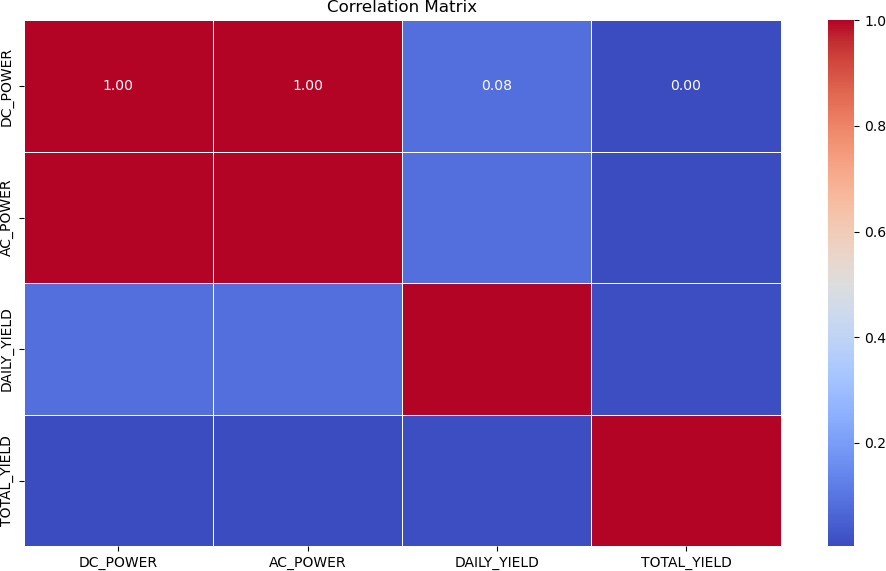 Correlation Matrix
DC_POWER
1.00
1.00
0.08
0.00
AC_POWER
DAILY_YIELD
TOTAL_YIELD
DC_POWER
AC_POWER
DAILY_YIELD
TOTAL_YIELD
1.0
0.8
0.6
0.4
0.2